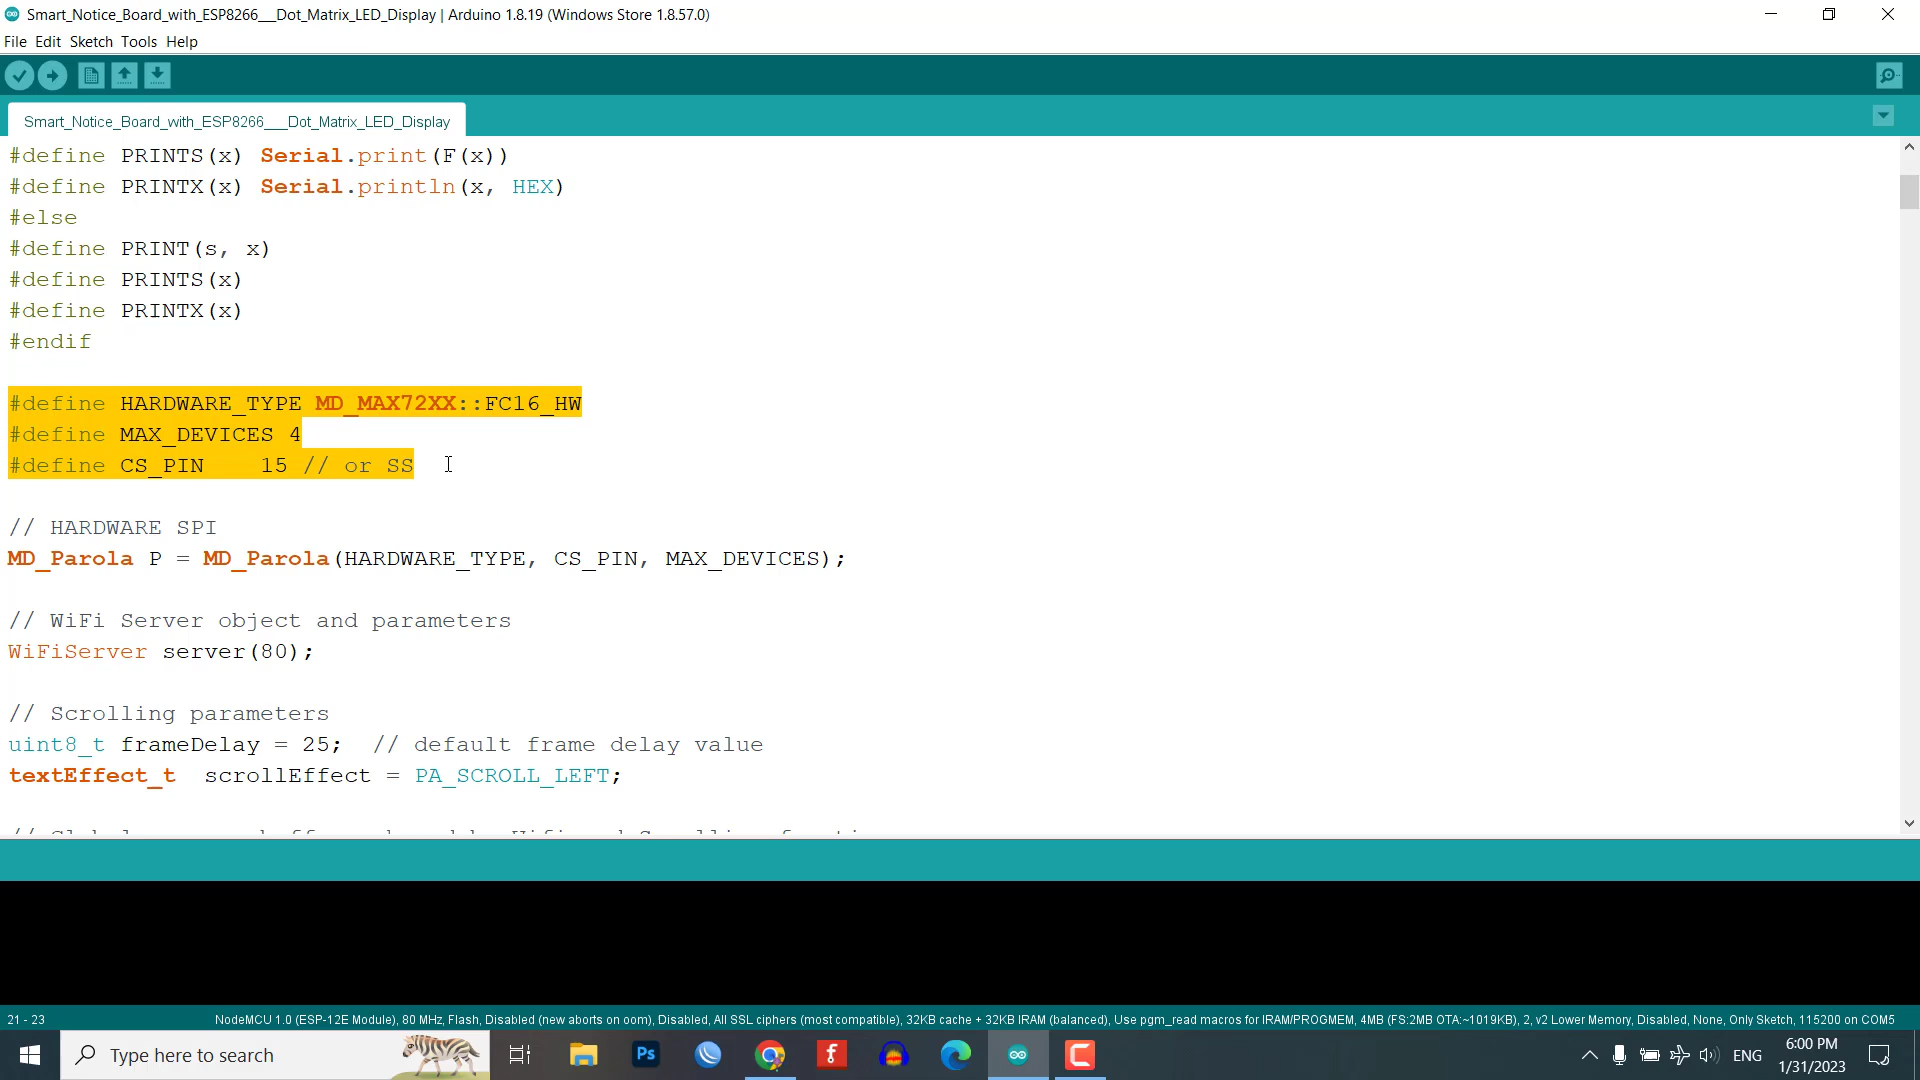 Smart_Notice_Board_with_ESP8266___Dot_Matrix_LED_Display | Arduino 1.8.19 (Windows Store 1.8.57.0)
File Edit Sketch Tools Help
Smart_Notice_Board_with_ESP8266___Dot_Matrix_LED_Display
#define PRINTS(x) Serial.print(F(x))
#define PRINTX(x) Serial.println(x, HEX)
#else
#define PRINT(s, x)
#define PRINTS(x)
#define PRINTX(x)
#endif
#define HARDWARE_TYPE MD_MAX72XX::FC16_HW
#define MAX_DEVICES 4
#define CS_PIN    15 // or SS
// HARDWARE SPI
MD_Parola P = MD_Parola(HARDWARE_TYPE, CS_PIN, MAX_DEVICES);
// WiFi Server object and parameters
WiFiServer server(80);
// Scrolling parameters
uint8_t frameDelay = 25;  // default frame delay value
textEffect_t  scrollEffect = PA_SCROLL_LEFT;
21 - 23
NodeMCU 1.0 (ESP-12E Module), 80 MHz, Flash, Disabled (new aborts on oom), Disabled, All SSL ciphers (most compatible), 32KB cache + 32KB IRAM (balanced), Use pgm_read macros for IRAM/PROGMEM, 4MB (FS:2MB OTA:~1019KB), 2, v2 Lower Memory, Disabled, None, Only Sketch, 115200 on COM5
Type here to search
Ps
ENG
6:00 PM
1/31/2023